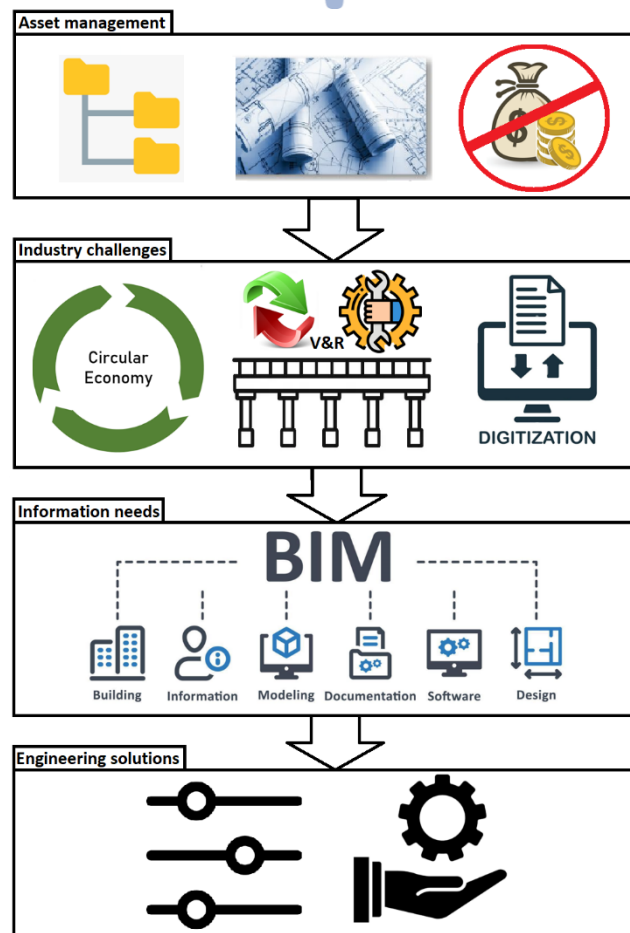 Asset management
$
$
$
Industry challenges
Circular
Economy
V&R
DIGITIZATION
Information needs
BIM
Building
Information
Modeling
Documentation
Software
Design
Engineering solutions